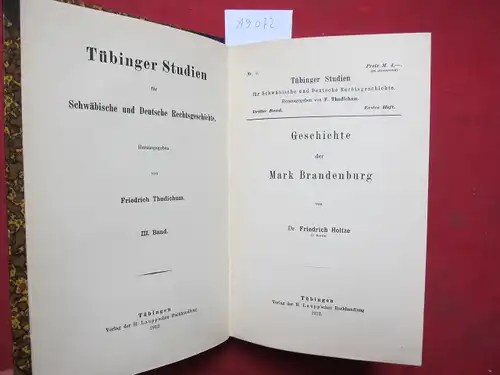 Tübinger Studien
für
Schwäbische und Deutsche Rechtsgeschichte.
Herausgegeben
von
Friedrich Thudichum.
III. Band.
Tübingen
Verlag der H. Laupp'schen Buchhandlung
1912.
Preis M. 4.—.
Tübinger Studien
für Schwäbische und Deutsche Rechtsgeschichte.
Herausgegeben von F. Thudichum.
Dritter Band. Erstes Heft.
Geschichte
der
Mark Brandenburg
von
Dr. Friedrich Holtze
Tübingen
Verlag der H. Laupp'schen Buchhandlung
1912.